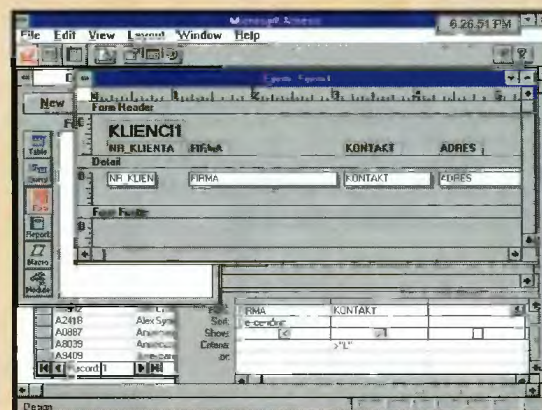 Microsoft Access
6:26:51 PM
File Edit View Layout Window Help
Form: Form1
New
Form Header
KLIENCI1
NR_KLIENTA FIRMA KONTAKT ADRES
Detail
NR_KLIEN FIRMA KONTAKT ADRES
Form Footer
Table
Query
Form
Report
Macro
Module
FIRMA KONTAKT
Sort:
Show:
Criteria: >"L"
or:
A2418
A0867
A8039
A9409
Record: 1
Design